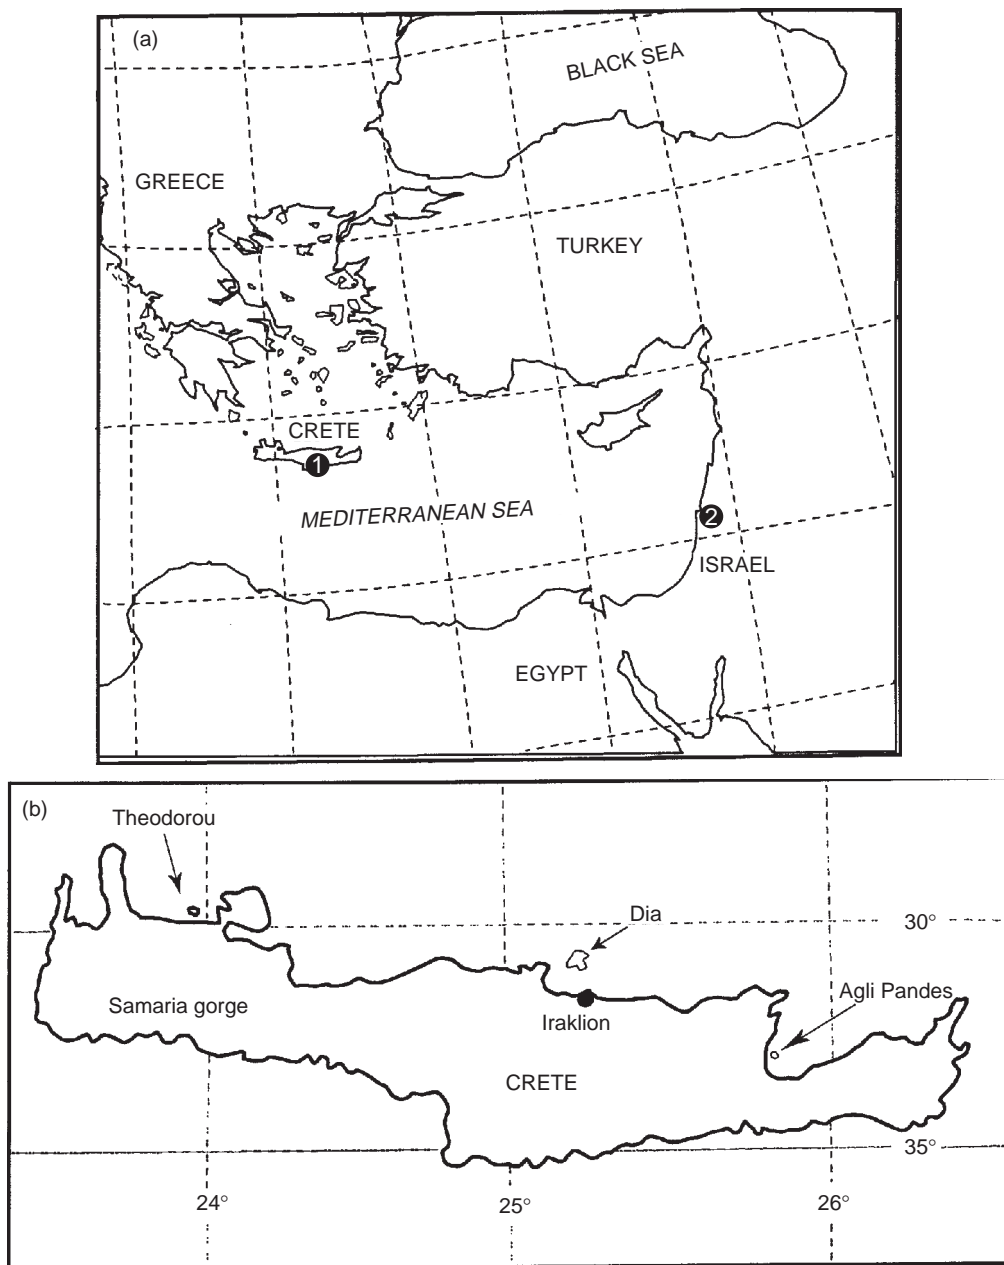 (a)
BLACK SEA
GREECE
TURKEY
CRETE
1
MEDITERRANEAN SEA
2
ISRAEL
EGYPT
(b)
Theodorou
Dia
30°
Agli Pandes
Samaria gorge
Iraklion
CRETE
35°
24°
25°
26°